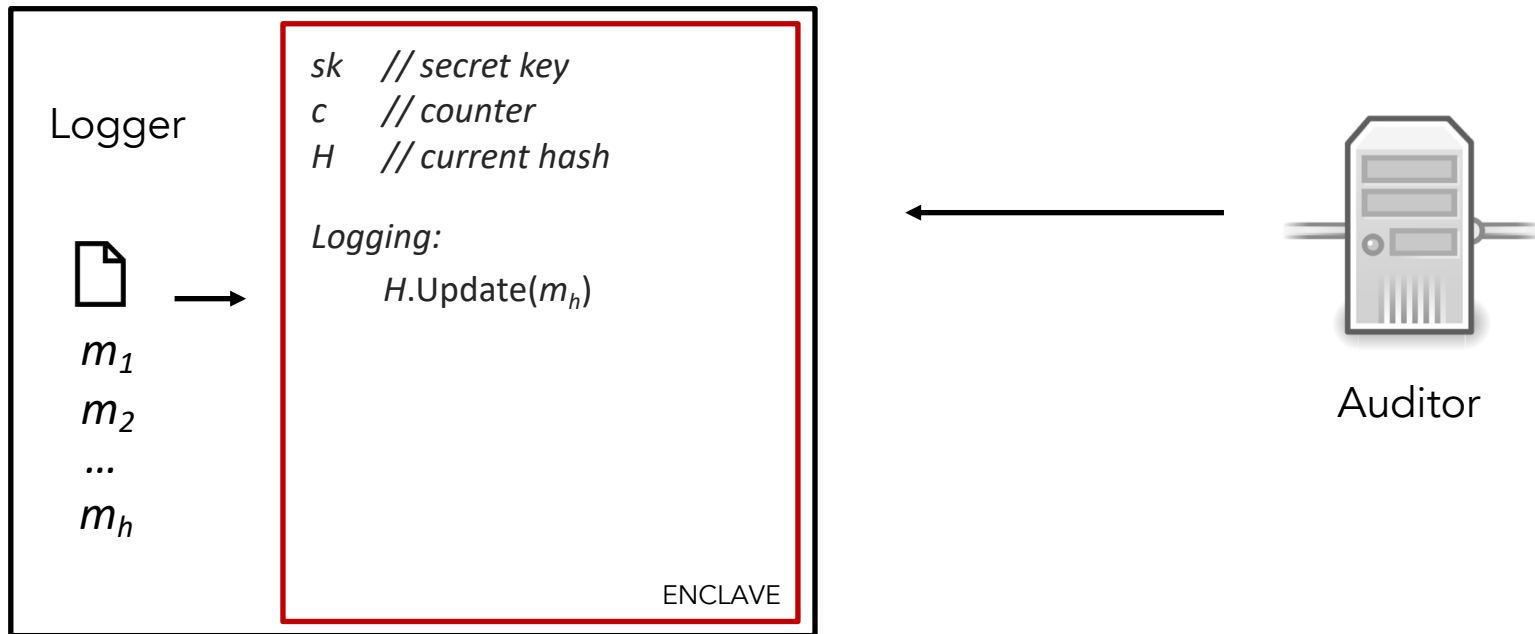 Logger
m₁
m₂
...
mₕ
sk // secret key
c // counter
H // current hash
Logging:
H.Update(mₕ)
ENCLAVE
Auditor